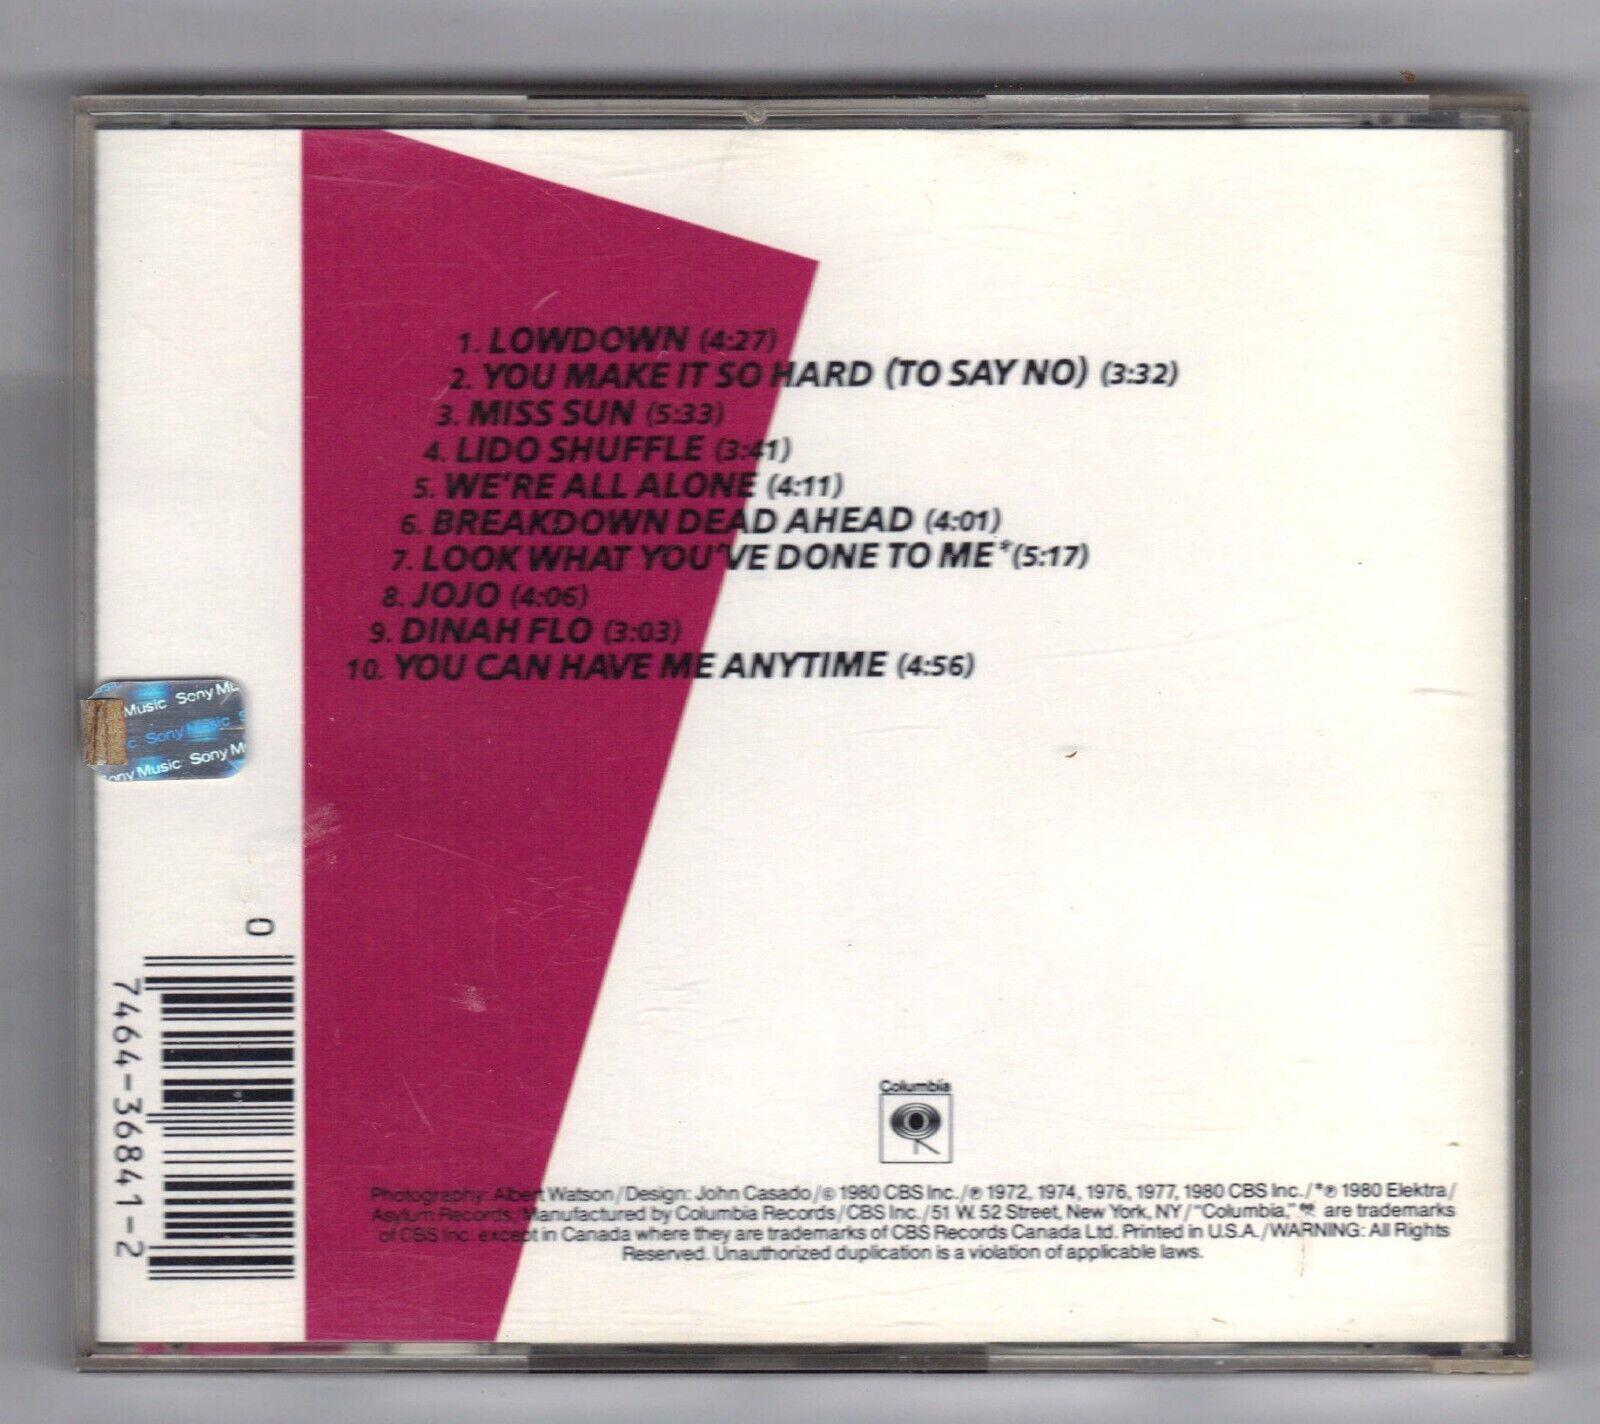 1. LOWDOWN (4:27)
2. YOU MAKE IT SO HARD (TO SAY NO) (3:32)
3. MISS SUN (5:33)
4. LIDO SHUFFLE (3:41)
5. WE'RE ALL ALONE (4:11)
6. BREAKDOWN DEAD AHEAD (4:01)
7. LOOK WHAT YOU'VE DONE TO ME* (5:17)
8. JOJO (4:06)
9. DINAH FLO (3:03)
10. YOU CAN HAVE ME ANYTIME (4:56)
Music Sony Mu
c Sony Music S
ony Music Sony M
0
7464-36841-2
Columbia
Photography: Albert Watson/Design: John Casado/© 1980 CBS Inc./℗ 1972, 1974, 1976, 1977, 1980 CBS Inc./*℗ 1980 Elektra/
Asylum Records/Manufactured by Columbia Records/CBS Inc./51 W. 52 Street, New York, NY/"Columbia," are trademarks
of CBS Inc. except in Canada where they are trademarks of CBS Records Canada Ltd. Printed in U.S.A./WARNING: All Rights
Reserved. Unauthorized duplication is a violation of applicable laws.